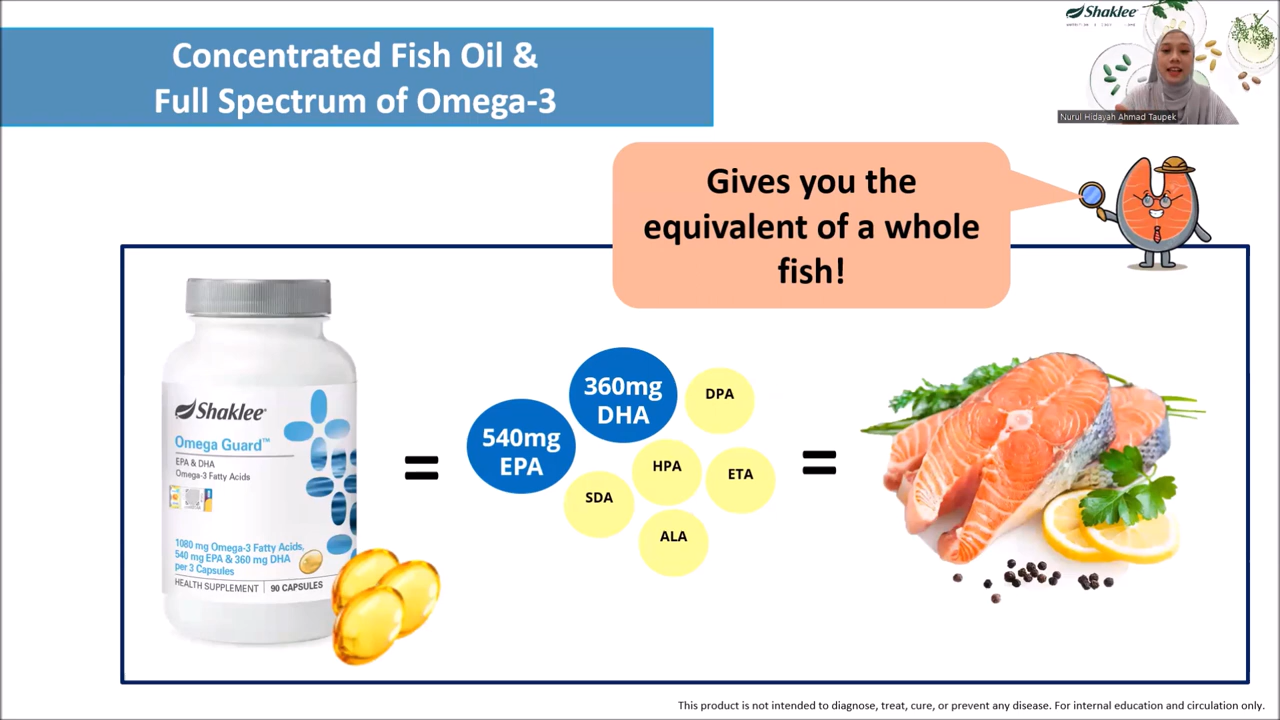 Concentrated Fish Oil &
Full Spectrum of Omega-3
Shaklee
Nurul Hidayah Ahmad Taupek
Gives you the
equivalent of a whole
fish!
Shaklee®
Omega Guard™
EPA & DHA
Omega-3 Fatty Acids
1080 mg Omega-3 Fatty Acids,
540 mg EPA & 360 mg DHA
per 3 Capsules
HEALTH SUPPLEMENT | 90 CAPSULES
=
540mg
EPA
360mg
DHA
DPA
HPA
ETA
SDA
ALA
=
This product is not intended to diagnose, treat, cure, or prevent any disease. For internal education and circulation only.